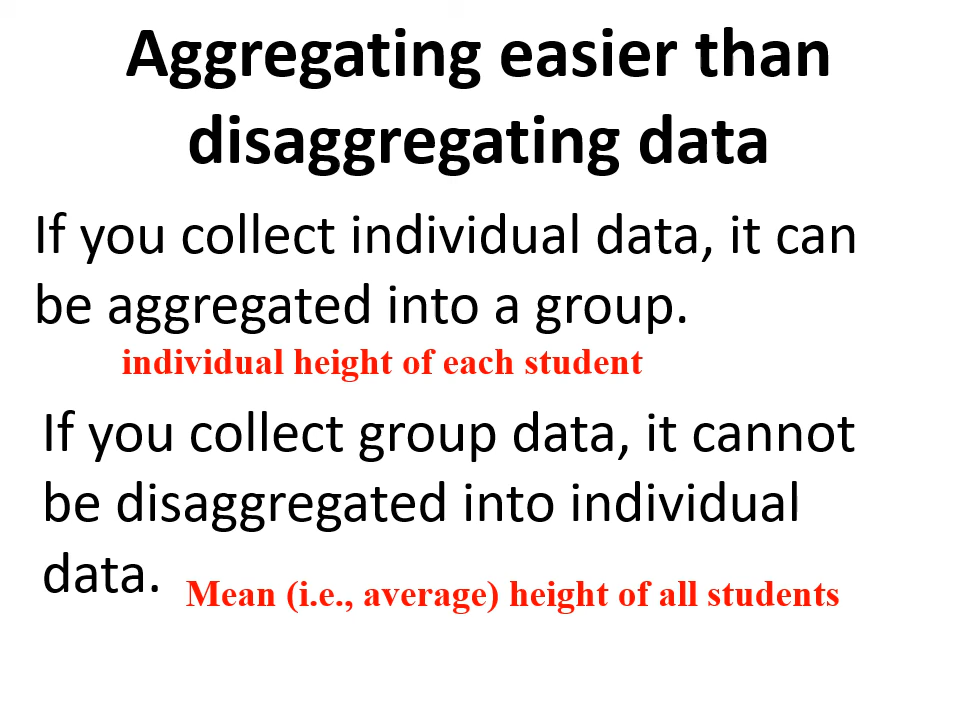 Aggregating easier than
disaggregating data
If you collect individual data, it can
be aggregated into a group.
individual height of each student
If you collect group data, it cannot
be disaggregated into individual
data.
Mean (i.e., average) height of all students